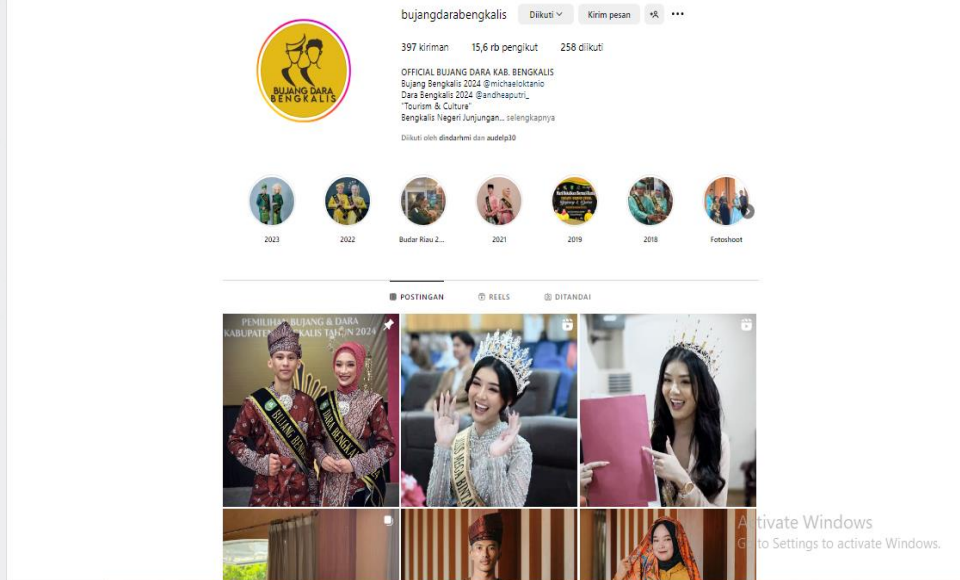 bujangdarabengkalis
Diikuti
Kirim pesan
397 kiriman 15,6 rb pengikut 258 diikuti
OFFICIAL BUJANG DARA KAB. BENGKALIS
Bujang Bengkalis 2024 @michaeloktanio
Dara Bengkalis 2024 @andheaputri_
"Tourism & Culture"
Bengkalis Negeri Junjungan... selengkapnya
Diikuti oleh dindarhmi dan audelp30
BUJANG DARA
BENGKALIS
2023 2022 Budar Riau 2... 2021 2019 2018 Fotoshoot
POSTINGAN REELS DITANDAI
PEMILIHAN BUJANG & DARA
KABUPATEN BENGKALIS TAHUN 2024
BUJANG
DARA BENGKA
Activate Windows
Go to Settings to activate Windows.